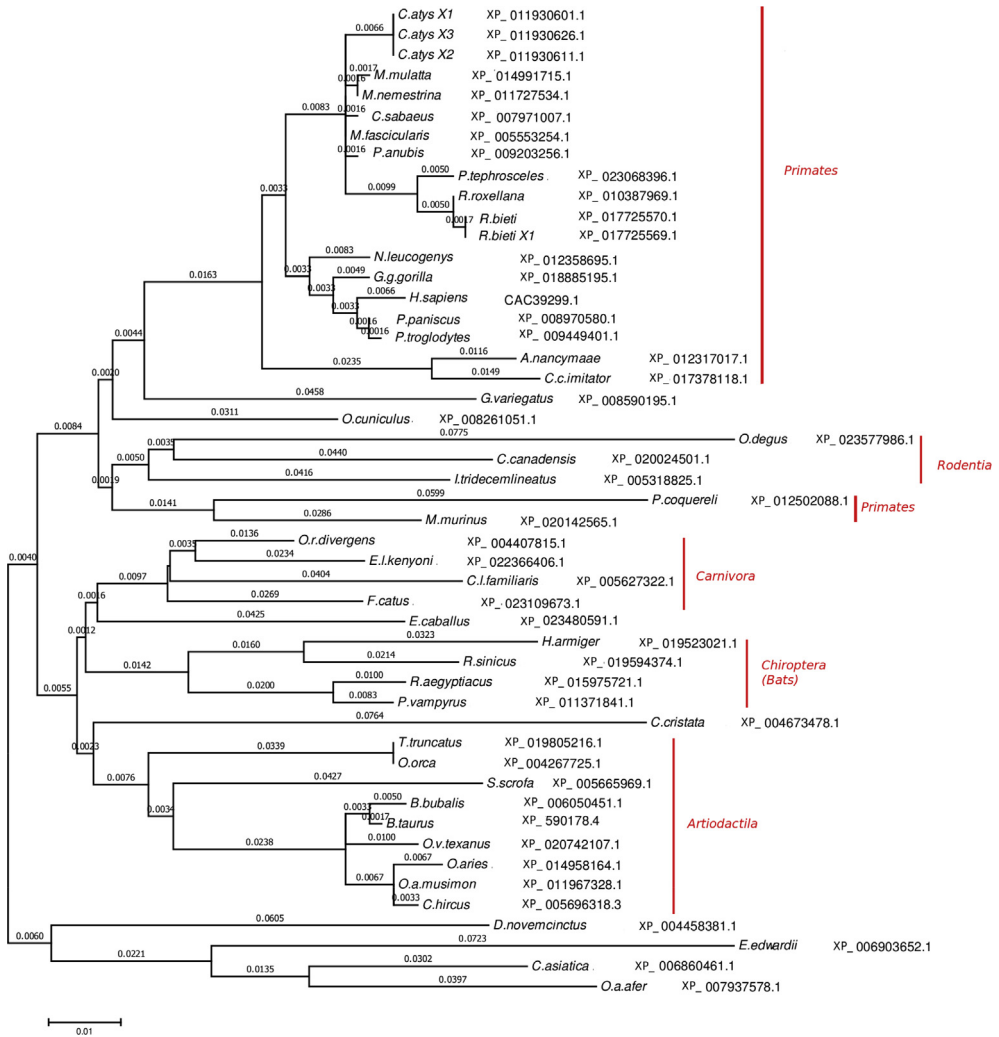 0.0066
C.atys X1 XP_ 011930601.1
C.atys X3 XP_ 011930626.1
C.atys X2 XP_ 011930611.1
0.0017
0.0016
M.mulatta XP_ 014991715.1
M.nemestrina XP_ 011727534.1
0.0083
0.0016
C.sabaeus XP_ 007971007.1
M.fascicularis XP_ 005553254.1
0.0016
P.anubis XP_ 009203256.1
0.0050
P.tephrosceles XP_ 023068396.1
0.0099
R.roxellana XP_ 010387969.1
0.0050
0.0017
R.bieti XP_ 017725570.1
R.bieti X1 XP_ 017725569.1
Primates
0.0033
0.0083
N.leucogenys XP_ 012358695.1
0.0033
0.0049
G.g.gorilla XP_ 018885195.1
0.0033
0.0066
H.sapiens CAC39299.1
0.0033
0.0016
P.paniscus XP_ 008970580.1
0.0016
P.troglodytes XP_ 009449401.1
0.0163
0.0235
0.0116
A.nancymaae XP_ 012317017.1
0.0149
C.c.imitator XP_ 017378118.1
0.0044
0.0458
G.variegatus XP_ 008590195.1
0.0020
0.0311
O.cuniculus XP_ 008261051.1
0.0084
0.0775
O.degus XP_ 023577986.1
0.0035
0.0440
C.canadensis XP_ 020024501.1
0.0050
0.0416
I.tridecemlineatus XP_ 005318825.1
Rodentia
0.0019
0.0599
P.coquereli XP_ 012502088.1
0.0141
0.0286
M.murinus XP_ 020142565.1
Primates
0.0136
O.r.divergens XP_ 004407815.1
0.0035
0.0234
E.l.kenyoni XP_ 022366406.1
0.0040
0.0097
0.0404
C.l.familiaris XP_ 005627322.1
0.0269
F.catus XP_ 023109673.1
Carnivora
0.0016
0.0425
E.caballus XP_ 023480591.1
0.0012
0.0323
H.armiger XP_ 019523021.1
0.0160
0.0214
R.sinicus XP_ 019594374.1
0.0142
0.0100
R.aegyptiacus XP_ 015975721.1
0.0200
0.0083
P.vampyrus XP_ 011371841.1
Chiroptera
(Bats)
0.0055
0.0764
C.cristata XP_ 004673478.1
0.0023
0.0339
T.truncatus XP_ 019805216.1
O.orca XP_ 004267725.1
0.0076
0.0427
S.scrofa XP_ 005665969.1
0.0034
0.0050
B.bubalis XP_ 006050451.1
0.0033
0.0017
B.taurus XP_ 590178.4
0.0238
0.0100
O.v.texanus XP_ 020742107.1
0.0067
O.aries XP_ 014958164.1
0.0067
O.a.musimon XP_ 011967328.1
0.0033
C.hircus XP_ 005696318.3
Artiodactila
0.0605
D.novemcinctus XP_ 004458381.1
0.0060
0.0723
E.edwardii XP_ 006903652.1
0.0221
0.0302
C.asiatica XP_ 006860461.1
0.0135
0.0397
O.a.afer XP_ 007937578.1
0.01